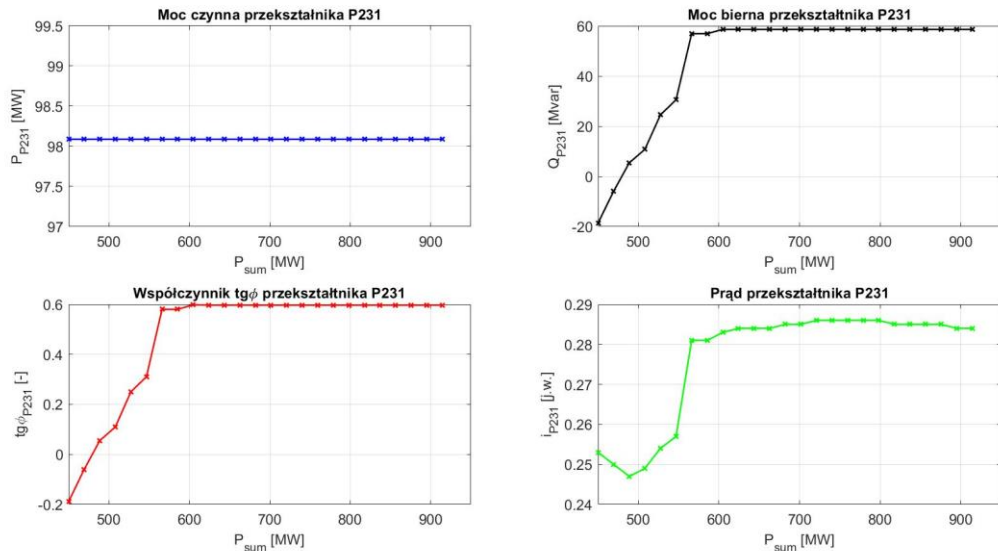 Moc czynna przekształnika P231
99.5
99
98.5
98
97.5
97
P_P231 [MW]
500 600 700 800 900
P_sum [MW]
Moc bierna przekształtnika P231
60
40
20
0
-20
Q_P231 [Mvar]
500 600 700 800 900
P_sum [MW]
Współczynnik tgϕ przekształtnika P231
0.6
0.4
0.2
0
-0.2
tgϕ_P231 [-]
500 600 700 800 900
P_sum [MW]
Prąd przekształtnika P231
0.29
0.28
0.27
0.26
0.25
0.24
i_P231 [j.w.]
500 600 700 800 900
P_sum [MW]